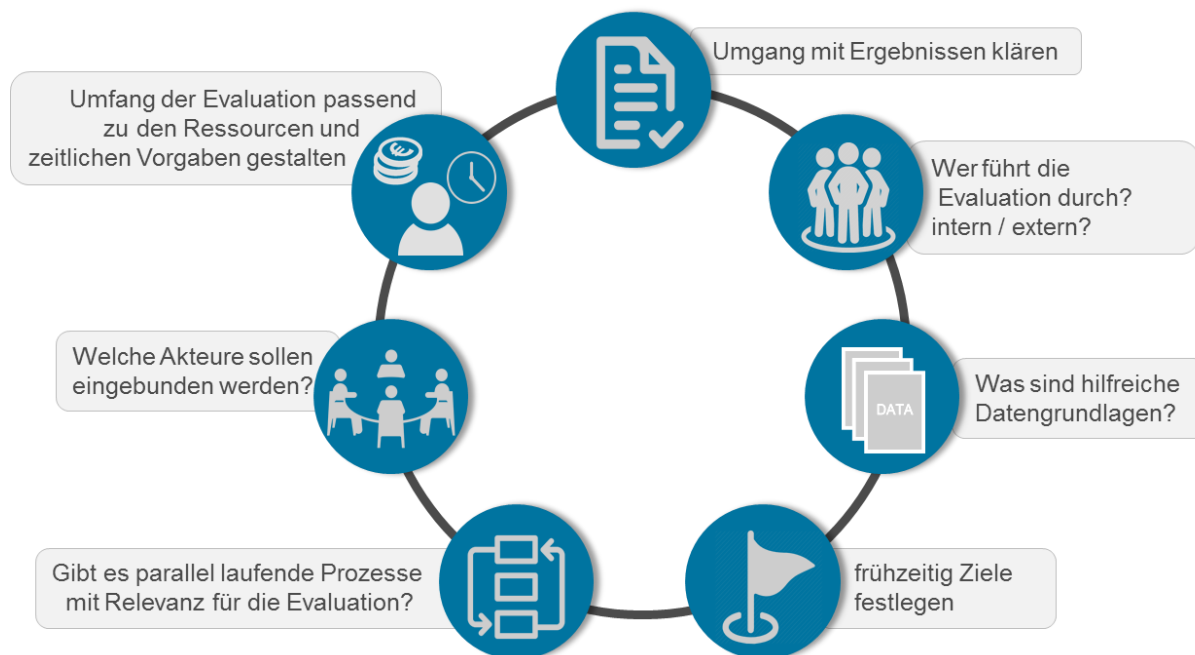 Umgang mit Ergebnissen klären
Umfang der Evaluation passend
zu den Ressourcen und
zeitlichen Vorgaben gestalten
Wer führt die
Evaluation durch?
intern / extern?
Welche Akteure sollen
eingebunden werden?
DATA
Was sind hilfreiche
Datengrundlagen?
Gibt es parallel laufende Prozesse
mit Relevanz für die Evaluation?
frühzeitig Ziele
festlegen